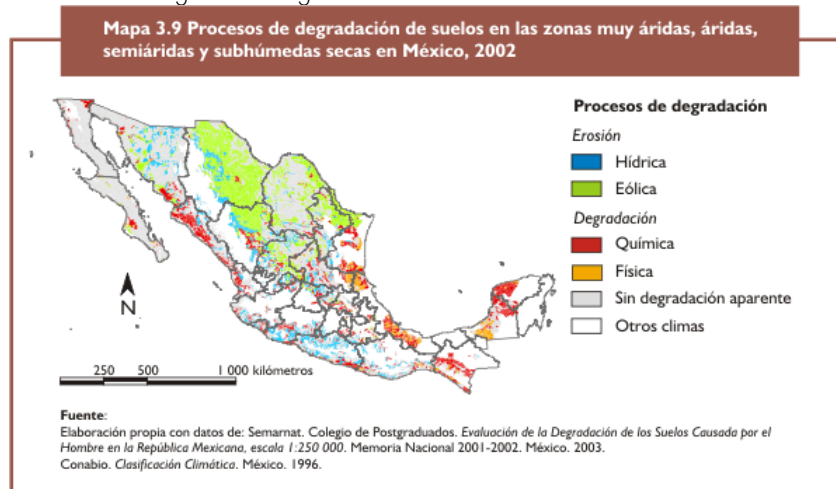 Mapa 3.9 Procesos de degradación de suelos en las zonas muy áridas, áridas,
semiáridas y subhúmedas secas en México, 2002
Procesos de degradación
Erosión
Hídrica
Eólica
Degradación
Química
Física
Sin degradación aparente
Otros climas
N
250 500 1 000 kilómetros
Fuente:
Elaboración propia con datos de: Semarnat. Colegio de Postgraduados. Evaluación de la Degradación de los Suelos Causada por el
Hombre en la República Mexicana, escala 1:250 000. Memoria Nacional 2001-2002. México. 2003.
Conabio. Clasificación Climática. México. 1996.